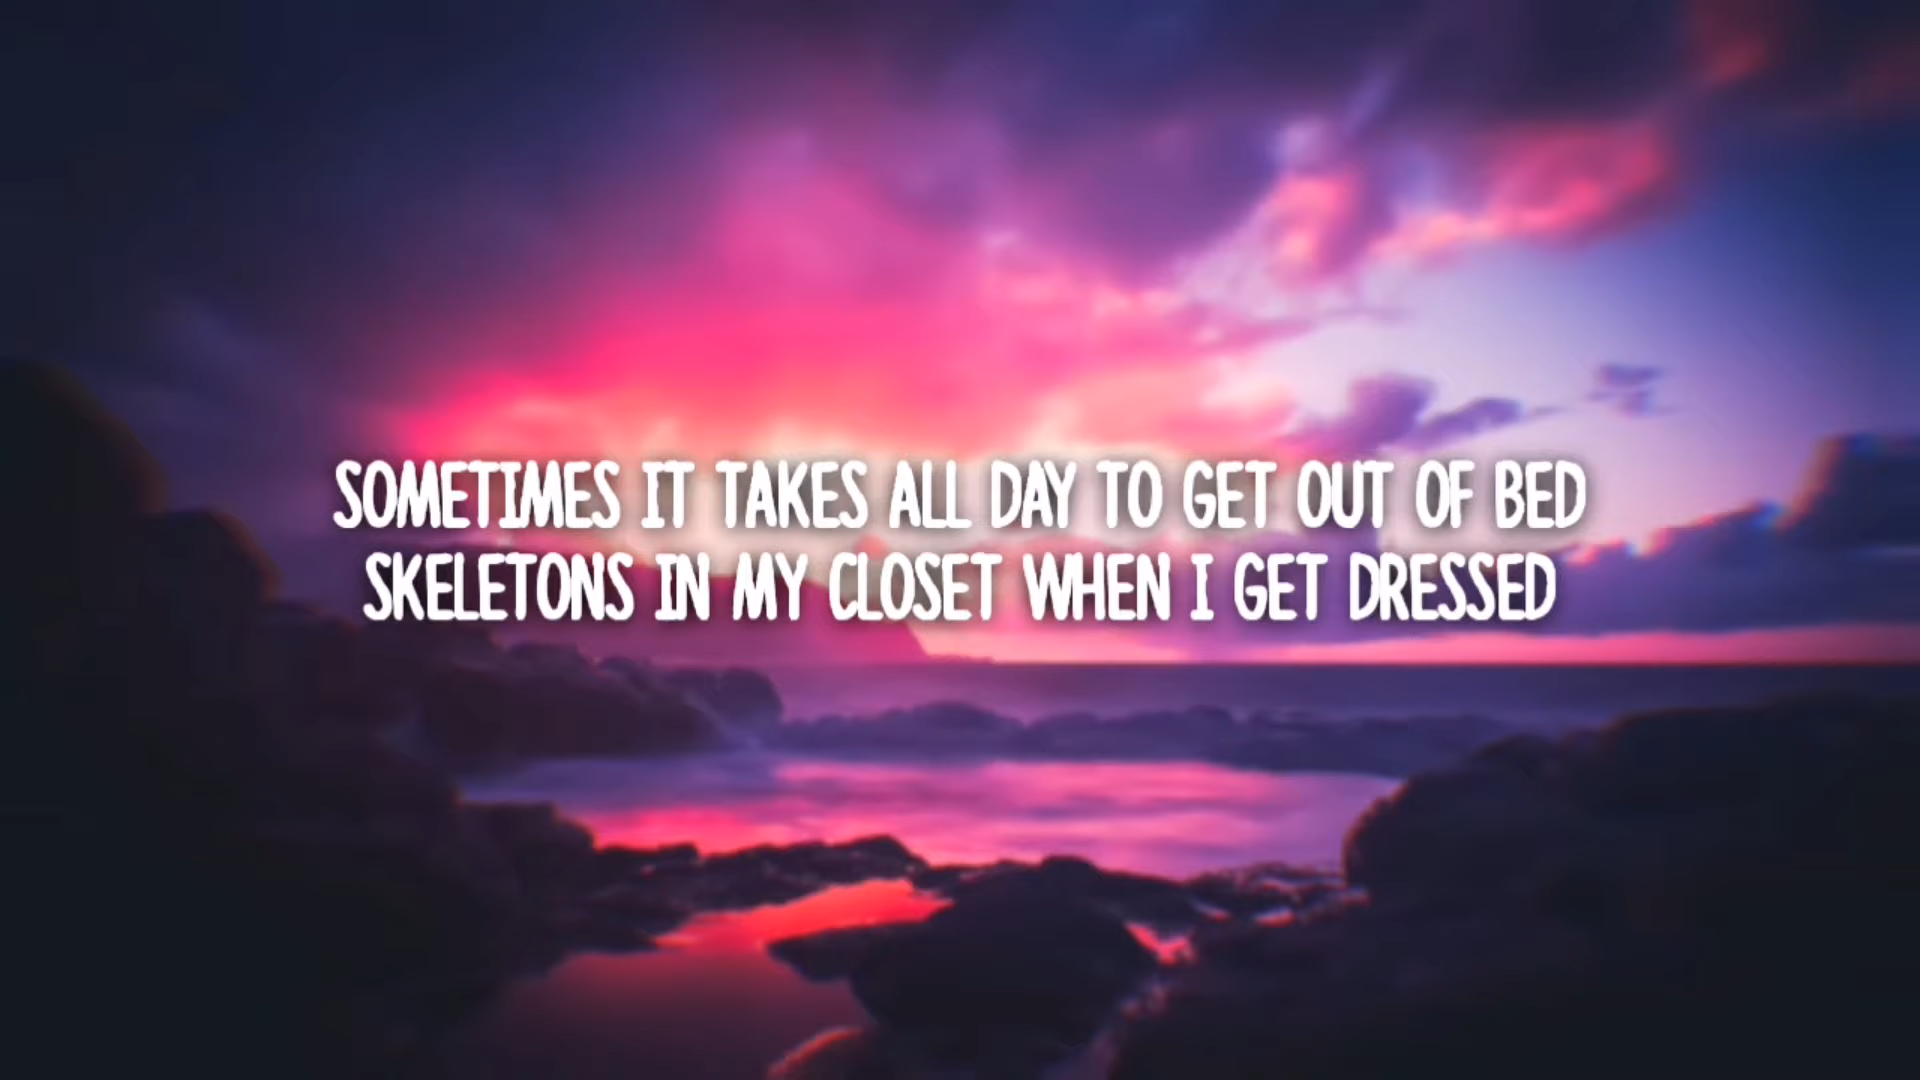 SOMETIMES IT TAKES ALL DAY TO GET OUT OF BED
SKELETONS IN MY CLOSET WHEN I GET DRESSED